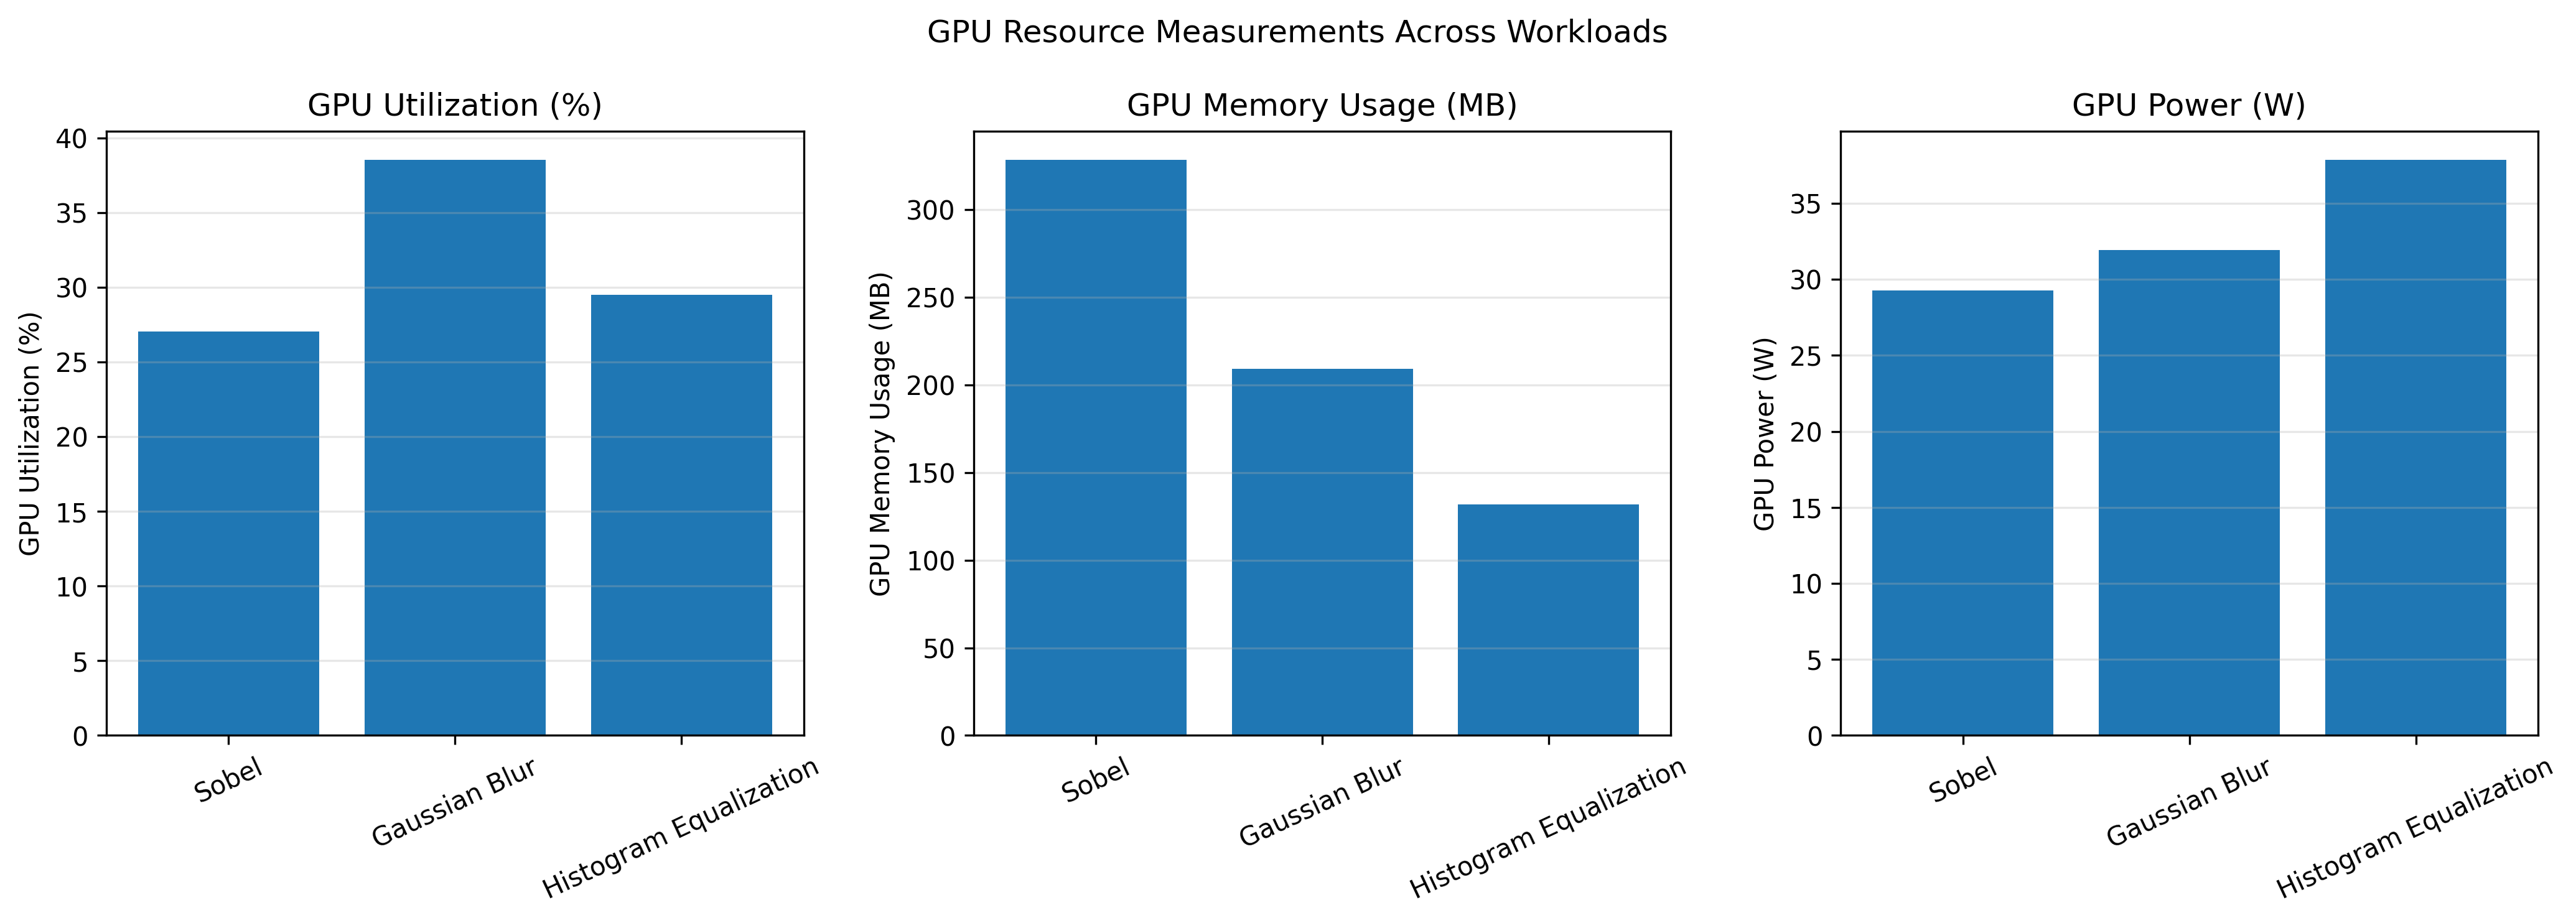 GPU Resource Measurements Across Workloads
GPU Utilization (%)
GPU Utilization (%)
40
35
30
25
20
15
10
5
0
Sobel
Gaussian Blur
Histogram Equalization
GPU Memory Usage (MB)
GPU Memory Usage (MB)
300
250
200
150
100
50
0
Sobel
Gaussian Blur
Histogram Equalization
GPU Power (W)
GPU Power (W)
35
30
25
20
15
10
5
0
Sobel
Gaussian Blur
Histogram Equalization